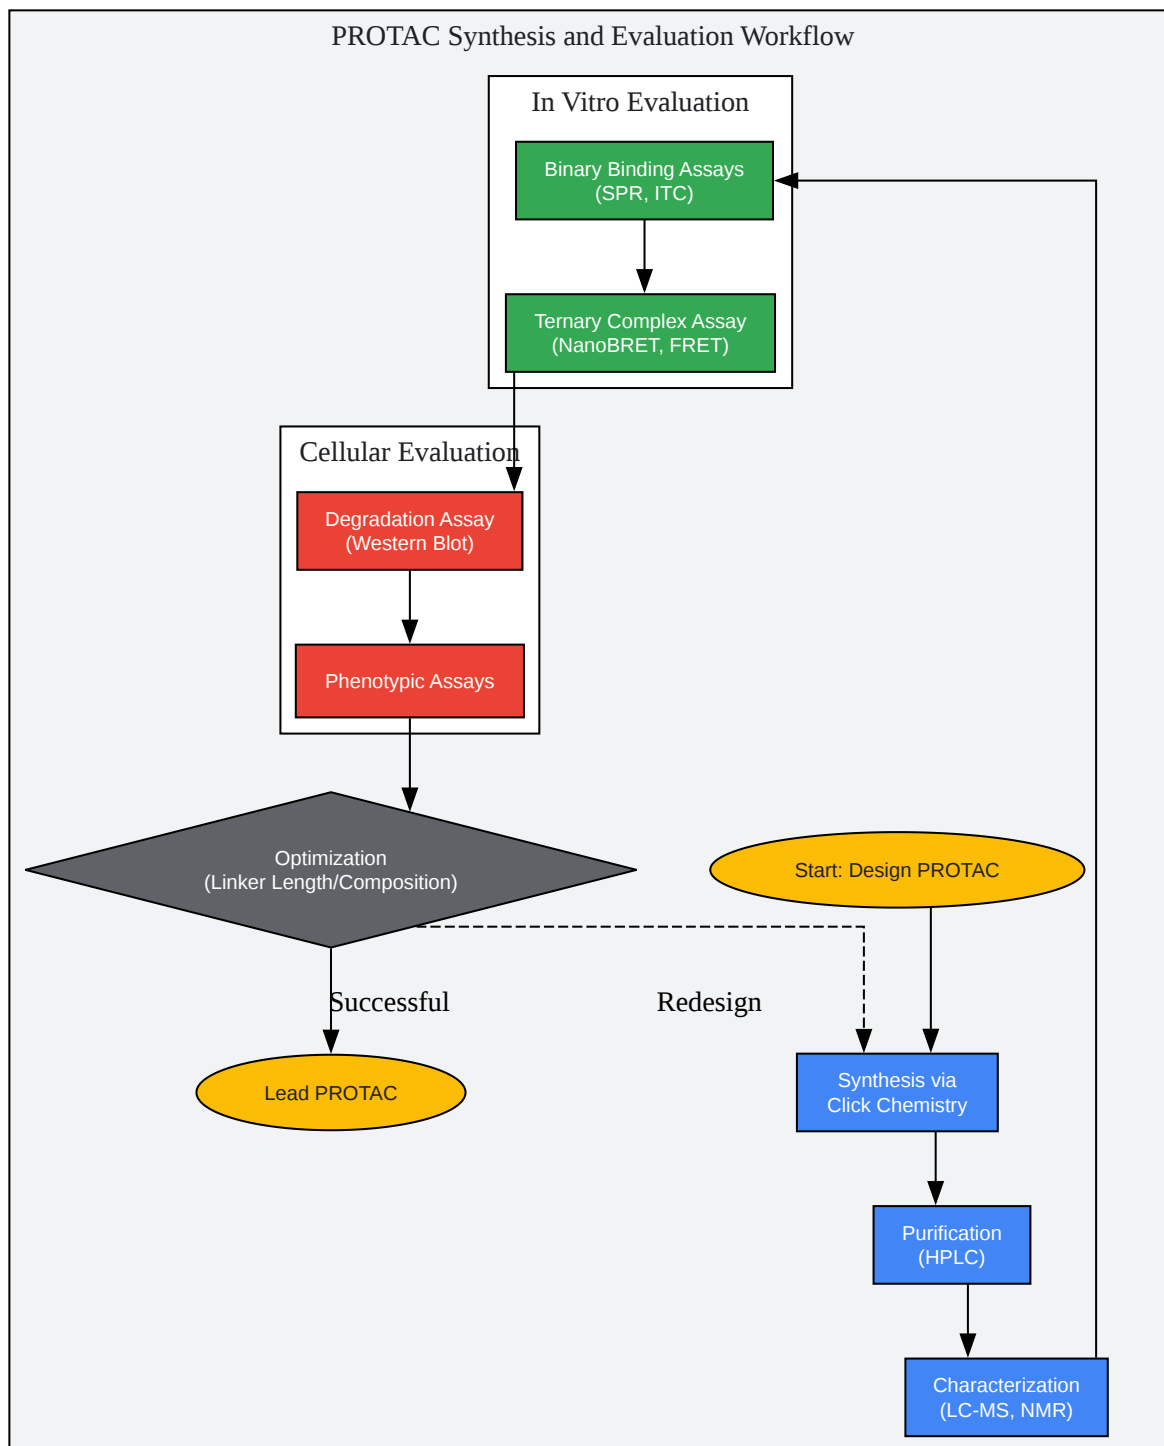 PROTAC Synthesis and Evaluation Workflow
In Vitro Evaluation
Binary Binding Assays
(SPR, ITC)
Ternary Complex Assay
(NanoBRET, FRET)
Cellular Evaluation
Degradation Assay
(Western Blot)
Phenotypic Assays
Optimization
(Linker Length/Composition)
Start: Design PROTAC
Successful
Redesign
Lead PROTAC
Synthesis via
Click Chemistry
Purification
(HPLC)
Characterization
(LC-MS, NMR)